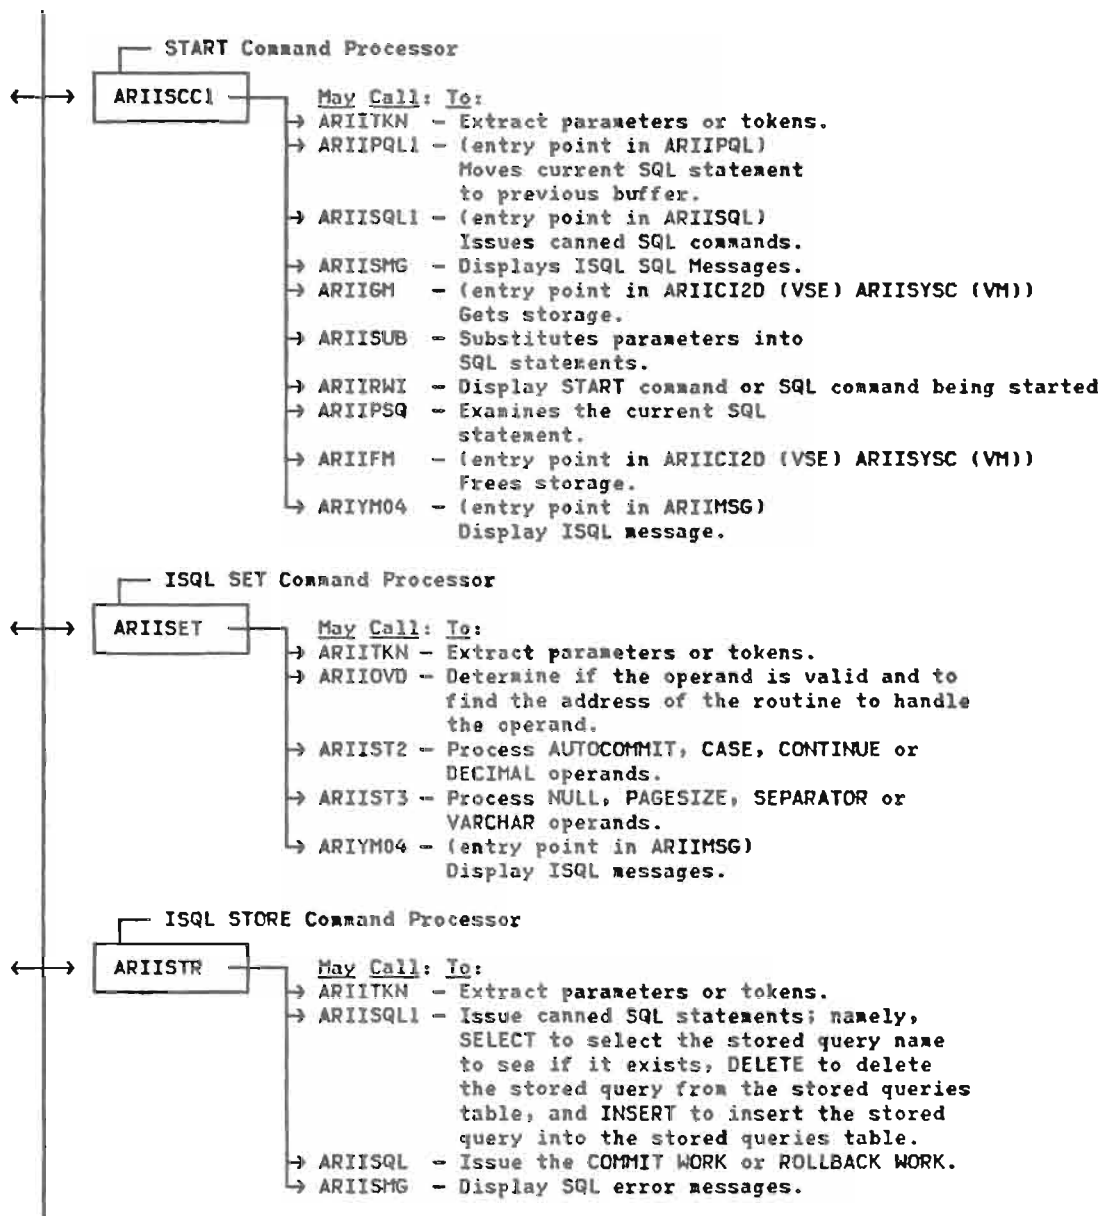 START Command Processor
ARIISCC1
May Call: To:
ARIITKN - Extract parameters or tokens.
ARIIPQL1 - (entry point in ARIIPQL)
Moves current SQL statement
to previous buffer.
ARIISQL1 - (entry point in ARIISQL)
Issues canned SQL commands.
ARIISMG - Displays ISQL SQL Messages.
ARIIGM - (entry point in ARIICI2D (VSE) ARIISYSC (VM))
Gets storage.
ARIISUB - Substitutes parameters into
SQL statements.
ARIIRWI - Display START command or SQL command being started
ARIIPSQ - Examines the current SQL
statement.
ARIIFM - (entry point in ARIICI2D (VSE) ARIISYSC (VM))
Frees storage.
ARIYM04 - (entry point in ARIIMSG)
Display ISQL message.
ISQL SET Command Processor
ARIISET
May Call: To:
ARIITKN - Extract parameters or tokens.
ARIIOVD - Determine if the operand is valid and to
find the address of the routine to handle
the operand.
ARIIST2 - Process AUTOCOMMIT, CASE, CONTINUE or
DECIMAL operands.
ARIIST3 - Process NULL, PAGESIZE, SEPARATOR or
VARCHAR operands.
ARIYM04 - (entry point in ARIIMSG)
Display ISQL messages.
ISQL STORE Command Processor
ARIISTR
May Call: To:
ARIITKN - Extract parameters or tokens.
ARIISQL1 - Issue canned SQL statements; namely,
SELECT to select the stored query name
to see if it exists, DELETE to delete
the stored query from the stored queries
table, and INSERT to insert the stored
query into the stored queries table.
ARIISQL - Issue the COMMIT WORK or ROLLBACK WORK.
ARIISMG - Display SQL error messages.